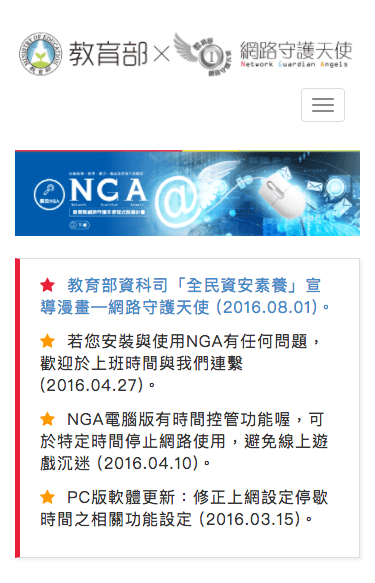 MINISTRY OF EDUCATION
教育部
教育部×網路守護天使
Network Guardian Angels
NCA
教育部資科司「全民資安素養」宣
導漫畫—網路守護天使 (2016.08.01)。
若您安裝與使用NGA有任何問題，
歡迎於上班時間與我們連繫
(2016.04.27)。
NGA電腦版有時間控管功能喔，可
於特定時間停止網路使用，避免線上遊
戲沉迷 (2016.04.10)。
PC版軟體更新：修正上網設定停歇
時間之相關功能設定 (2016.03.15)。